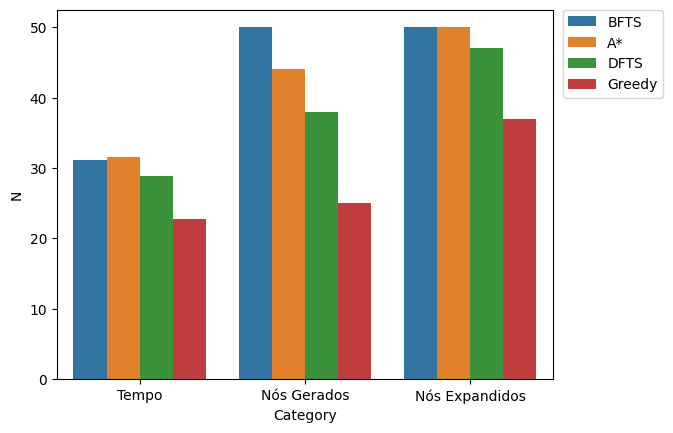 50
40
30
20
10
0
N
Tempo
Nós Gerados
Nós Expandidos
Category
BFTS
A*
DFTS
Greedy